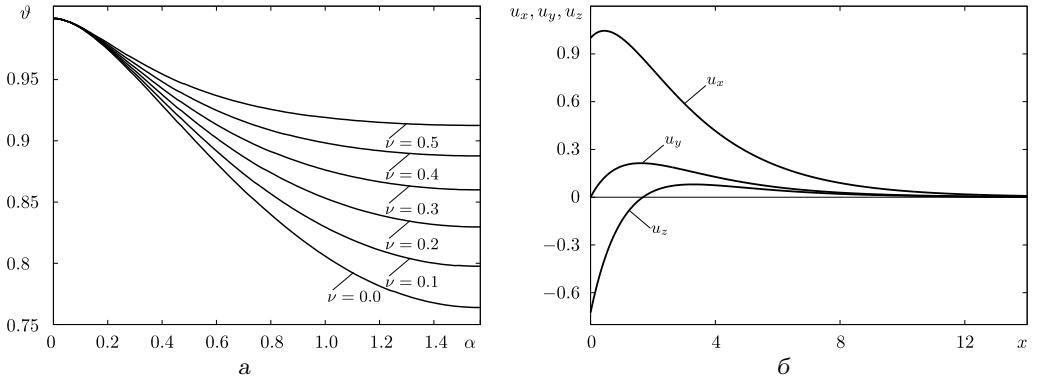 ϑ
0.95
0.9
0.85
0.8
0.75
ν = 0.5
ν = 0.4
ν = 0.3
ν = 0.2
ν = 0.1
ν = 0.0
0 0.2 0.4 0.6 0.8 1.0 1.2 1.4 α
а
u_x, u_y, u_z
0.9
0.6
0.3
0
−0.3
−0.6
u_x
u_y
u_z
0 4 8 12 x
б